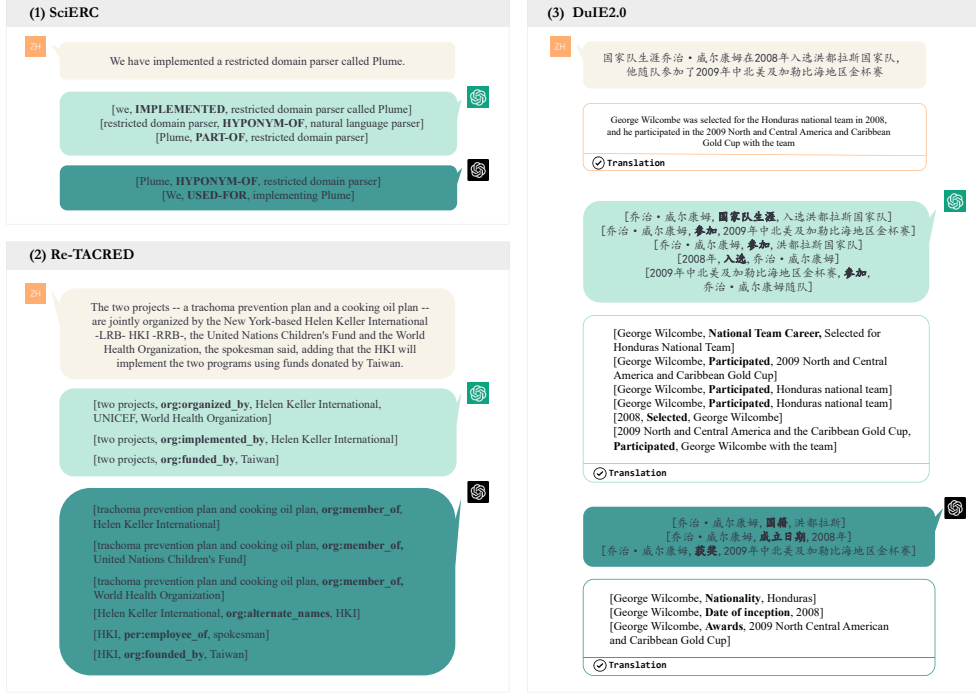 (1) SciERC
ZH
We have implemented a restricted domain parser called Plume.
[we, IMPLEMENTED, restricted domain parser called Plume]
[restricted domain parser, HYPONYM-OF, natural language parser]
[Plume, PART-OF, restricted domain parser]
[Plume, HYPONYM-OF, restricted domain parser]
[We, USED-FOR, implementing Plume]
(2) Re-TACRED
ZH
The two projects -- a trachoma prevention plan and a cooking oil plan --
are jointly organized by the New York-based Helen Keller International
-LRB- HKI -RRB-, the United Nations Children's Fund and the World
Health Organization, the spokesman said, adding that the HKI will
implement the two programs using funds donated by Taiwan.
[two projects, org:organized_by, Helen Keller International,
UNICEF, World Health Organization]
[two projects, org:implemented_by, Helen Keller International]
[two projects, org:funded_by, Taiwan]
[trachoma prevention plan and cooking oil plan, org:member_of,
Helen Keller International]
[trachoma prevention plan and cooking oil plan, org:member_of,
United Nations Children's Fund]
[trachoma prevention plan and cooking oil plan, org:member_of,
World Health Organization]
[Helen Keller International, org:alternate_names, HKI]
[HKI, per:employee_of, spokesman]
[HKI, org:founded_by, Taiwan]
(3) DuIE2.0
ZH
国家队生涯乔治·威尔康姆在2008年入选洪都拉斯国家队，
他随队参加了2009年中北美及加勒比海地区金杯赛
George Wilcombe was selected for the Honduras national team in 2008,
and he participated in the 2009 North and Central America and Caribbean
Gold Cup with the team
Translation
[乔治·威尔康姆, 国家队生涯, 入选洪都拉斯国家队]
[乔治·威尔康姆, 参加, 2009年中北美及加勒比海地区金杯赛]
[乔治·威尔康姆, 参加, 洪都拉斯国家队]
[2008年, 入选, 乔治·威尔康姆]
[2009年中北美及加勒比海地区金杯赛, 参加,
乔治·威尔康姆随队]
[George Wilcombe, National Team Career, Selected for
Honduras National Team]
[George Wilcombe, Participated, 2009 North and Central
America and Caribbean Gold Cup]
[George Wilcombe, Participated, Honduras national team]
[George Wilcombe, Participated, Honduras national team]
[2008, Selected, George Wilcombe]
[2009 North and Central America and the Caribbean Gold Cup,
Participated, George Wilcombe with the team]
Translation
[乔治·威尔康姆, 国籍, 洪都拉斯]
[乔治·威尔康姆, 成立日期, 2008年]
[乔治·威尔康姆, 获奖, 2009年中北美及加勒比海地区金杯赛]
[George Wilcombe, Nationality, Honduras]
[George Wilcombe, Date of inception, 2008]
[George Wilcombe, Awards, 2009 North Central American
and Caribbean Gold Cup]
Translation